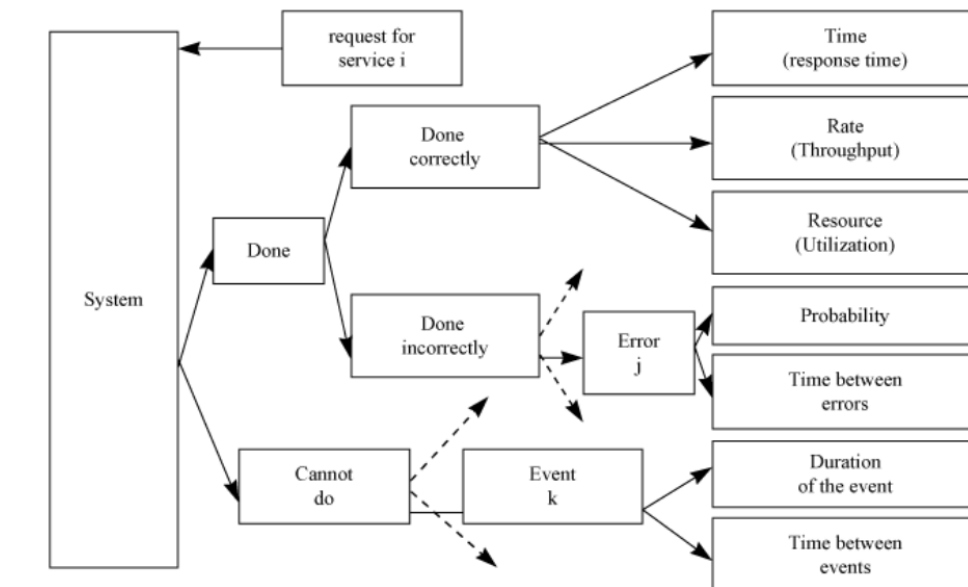 request for
service i
Time
(response time)
Done
correctly
Rate
(Throughput)
Done
Resource
(Utilization)
System
Done
incorrectly
Error
j
Probability
Time between
errors
Cannot
do
Event
k
Duration
of the event
Time between
events